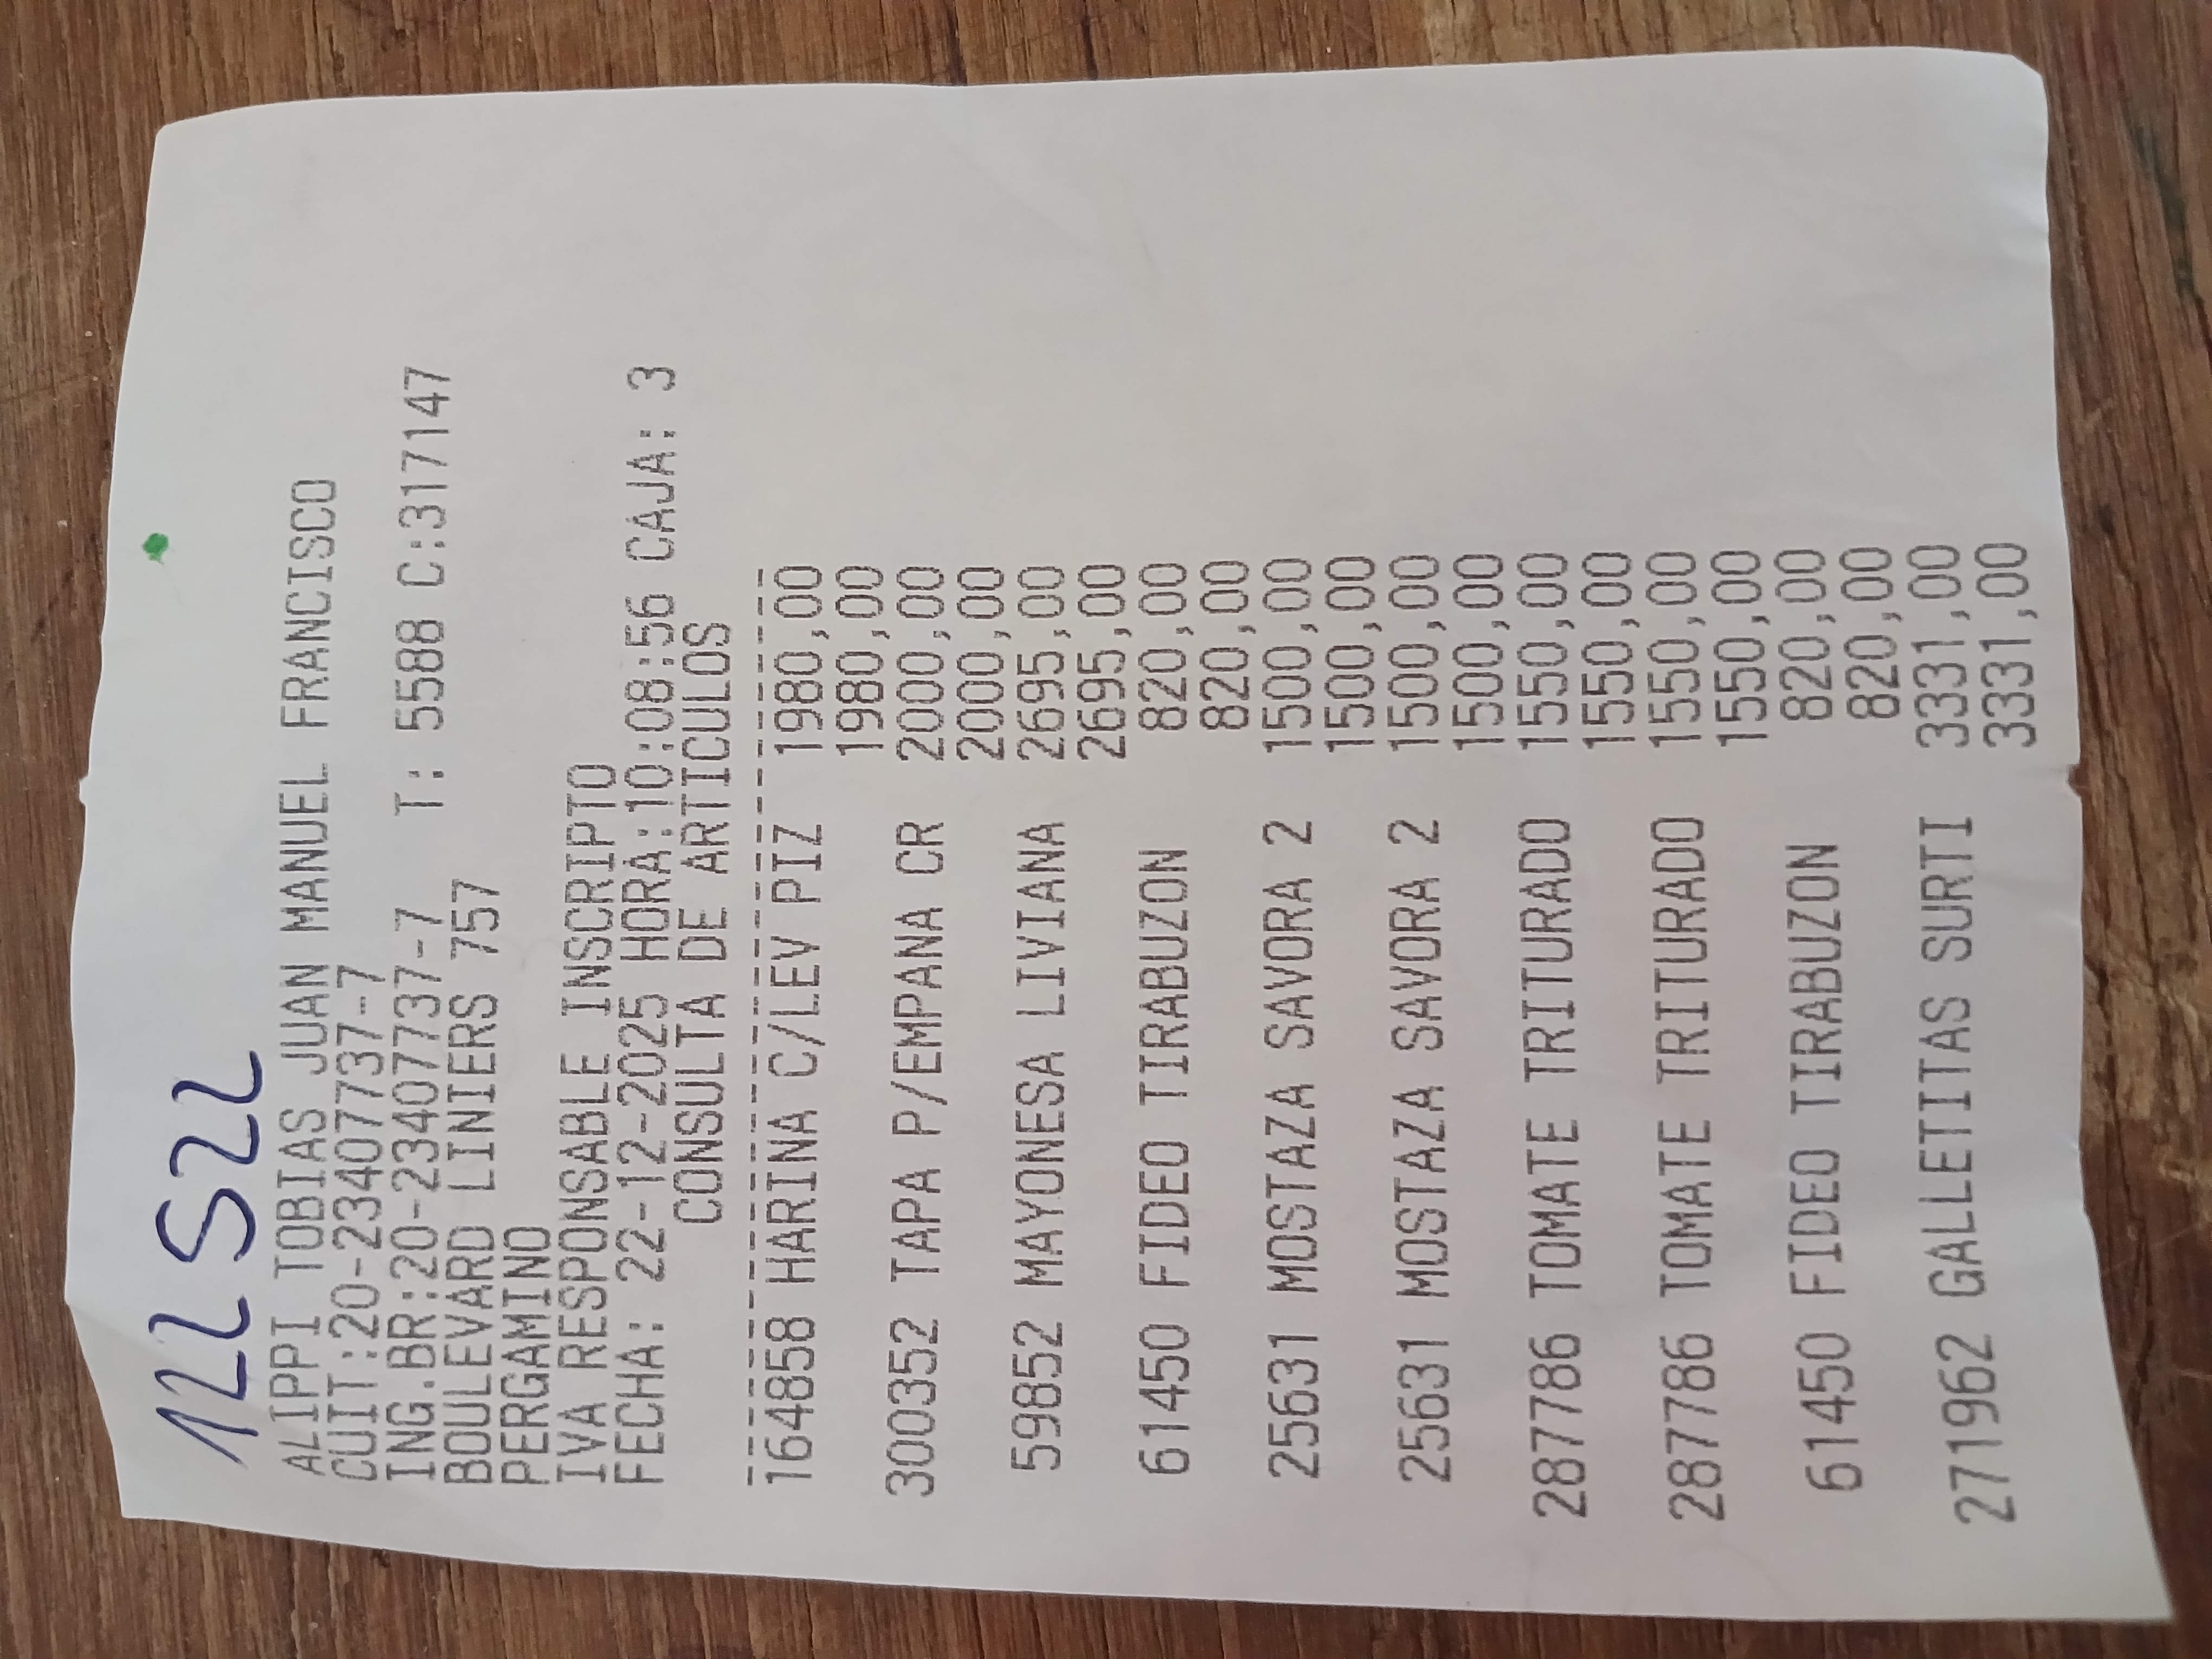 122522
ALIPPI TOBIAS JUAN MANUEL FRANCISCO
CUIT:20-23407737-7
ING.BR:20-23407737-7 T: 5588 C:317147
BOULEVARD LINIERS 757
PERGAMINO
IVA RESPONSABLE INSCRIPTO
FECHA: 22-12-2025 HORA:10:08:56 CAJA: 3
CONSULTA DE ARTICULOS
164858 HARINA C/LEV PIZ 1980,00
1980,00
300352 TAPA P/EMPANA CR 2000,00
2000,00
59852 MAYONESA LIVIANA 2695,00
2695,00
61450 FIDEO TIRABUZON 820,00
820,00
25631 MOSTAZA SAVORA 2 1500,00
1500,00
25631 MOSTAZA SAVORA 2 1500,00
1500,00
287786 TOMATE TRITURADO 1550,00
1550,00
287786 TOMATE TRITURADO 1550,00
1550,00
61450 FIDEO TIRABUZON 820,00
820,00
271962 GALLETITAS SURTI 3331,00
3331,00